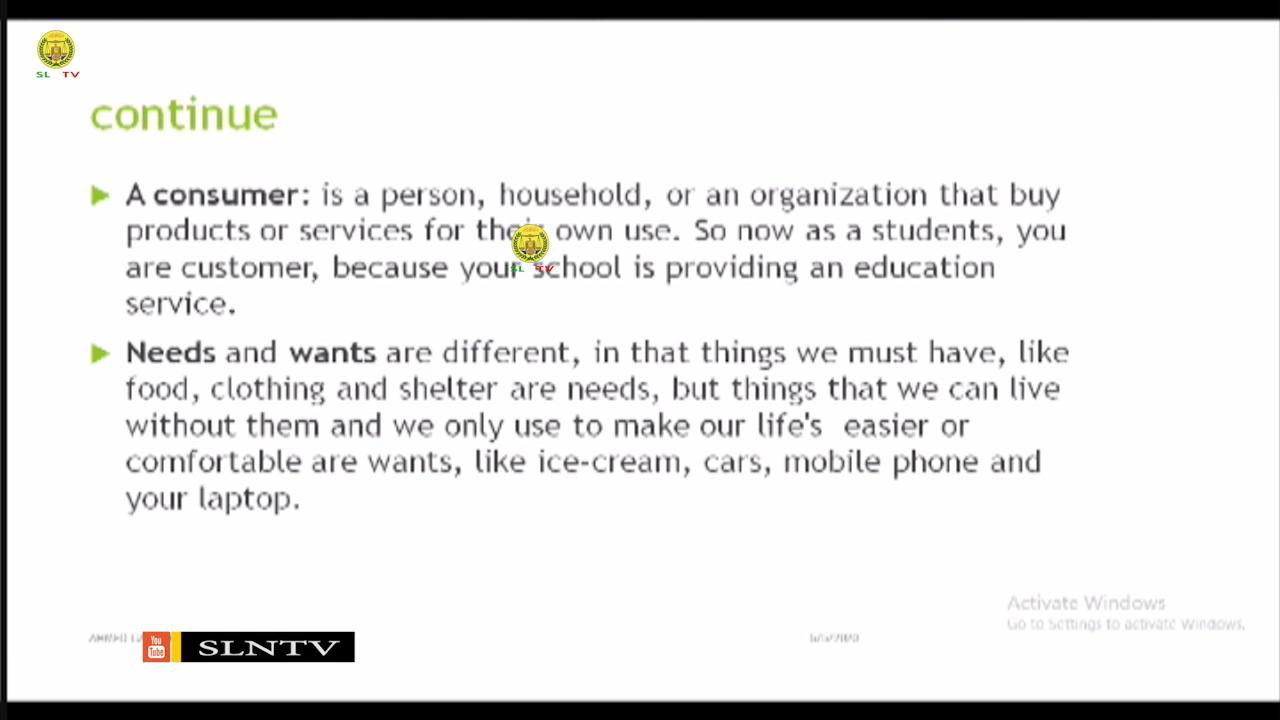 SL TV
continue
A consumer: is a person, household, or an organization that buy
products or services for their own use. So now as a students, you
SL TV
are customer, because your school is providing an education
service.
Needs and wants are different, in that things we must have, like
food, clothing and shelter are needs, but things that we can live
without them and we only use to make our life's easier or
comfortable are wants, like ice-cream, cars, mobile phone and
your laptop.
Activate Windows
Go to Settings to activate Windows.
You
Tube
SLNTV